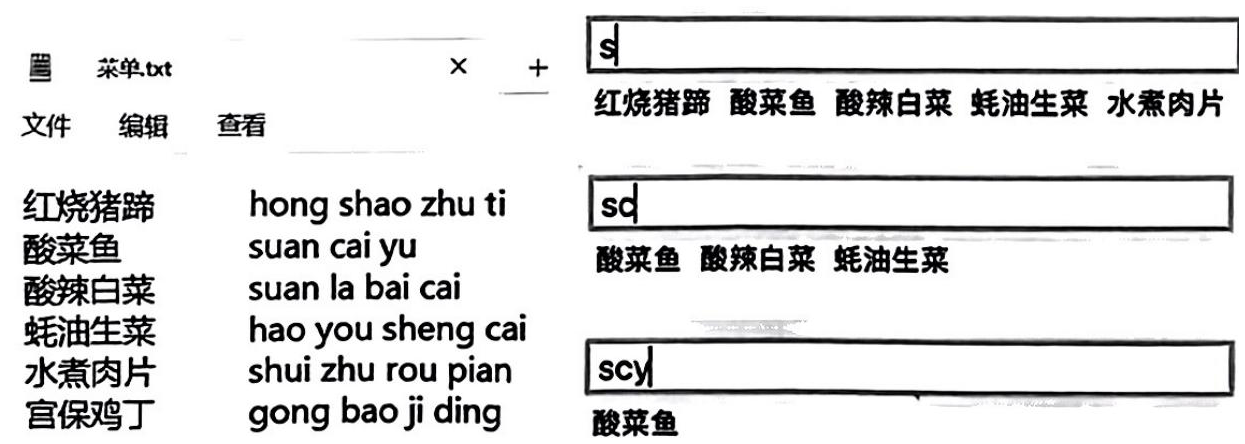 菜单.txt × +
文件 编辑 查看
红烧猪蹄 hong shao zhu ti
酸菜鱼 suan cai yu
酸辣白菜 suan la bai cai
蚝油生菜 hao you sheng cai
水煮肉片 shui zhu rou pian
宫保鸡丁 gong bao ji ding
s
红烧猪蹄 酸菜鱼 酸辣白菜 蚝油生菜 水煮肉片
sc
酸菜鱼 酸辣白菜 蚝油生菜
scy
酸菜鱼